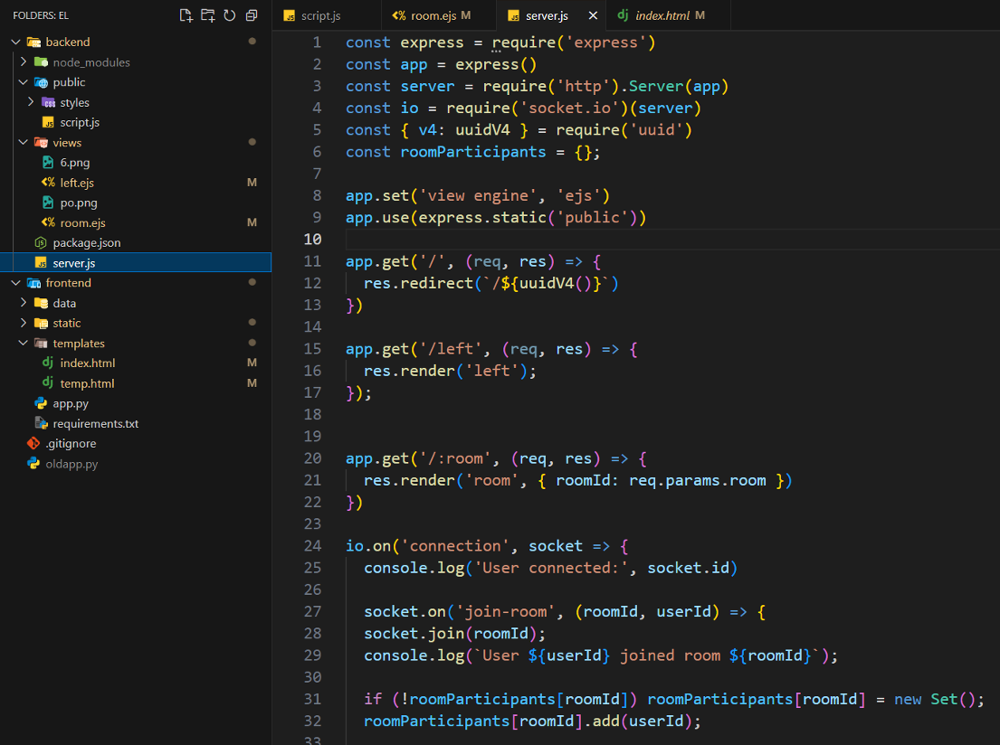 FOLDERS: EL
backend
node_modules
public
styles
script.js
views
6.png
left.ejs M
po.png
room.ejs M
package.json
server.js
frontend
data
static
templates
index.html M
temp.html M
app.py
requirements.txt
.gitignore
oldapp.py
script.js
room.ejs M
server.js
index.html M
1 const express = require('express')
2 const app = express()
3 const server = require('http').Server(app)
4 const io = require('socket.io')(server)
5 const { v4: uuidV4 } = require('uuid')
6 const roomParticipants = {};
7
8 app.set('view engine', 'ejs')
9 app.use(express.static('public'))
10
11 app.get('/', (req, res) => {
12 res.redirect(`/${uuidV4()}`)
13 })
14
15 app.get('/left', (req, res) => {
16 res.render('left');
17 });
18
19
20 app.get('/:room', (req, res) => {
21 res.render('room', { roomId: req.params.room })
22 })
23
24 io.on('connection', socket => {
25 console.log('User connected:', socket.id)
26
27 socket.on('join-room', (roomId, userId) => {
28 socket.join(roomId);
29 console.log(`User ${userId} joined room ${roomId}`);
30
31 if (!roomParticipants[roomId]) roomParticipants[roomId] = new Set();
32 roomParticipants[roomId].add(userId);
33